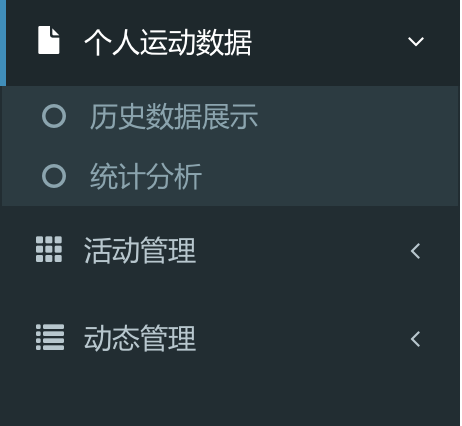 个人运动数据
历史数据展示
统计分析
活动管理
动态管理